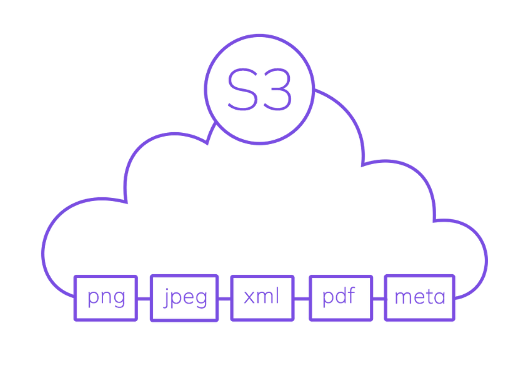 S3
png jpeg xml pdf meta